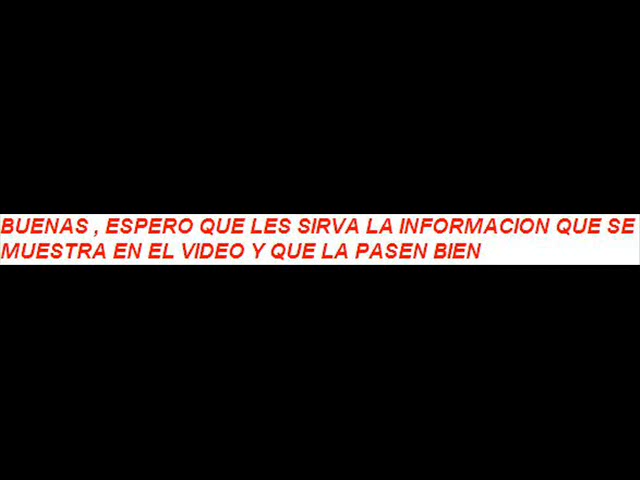 BUENAS , ESPERO QUE LES SIRVA LA INFORMACION QUE SE
MUESTRA EN EL VIDEO Y QUE LA PASEN BIEN